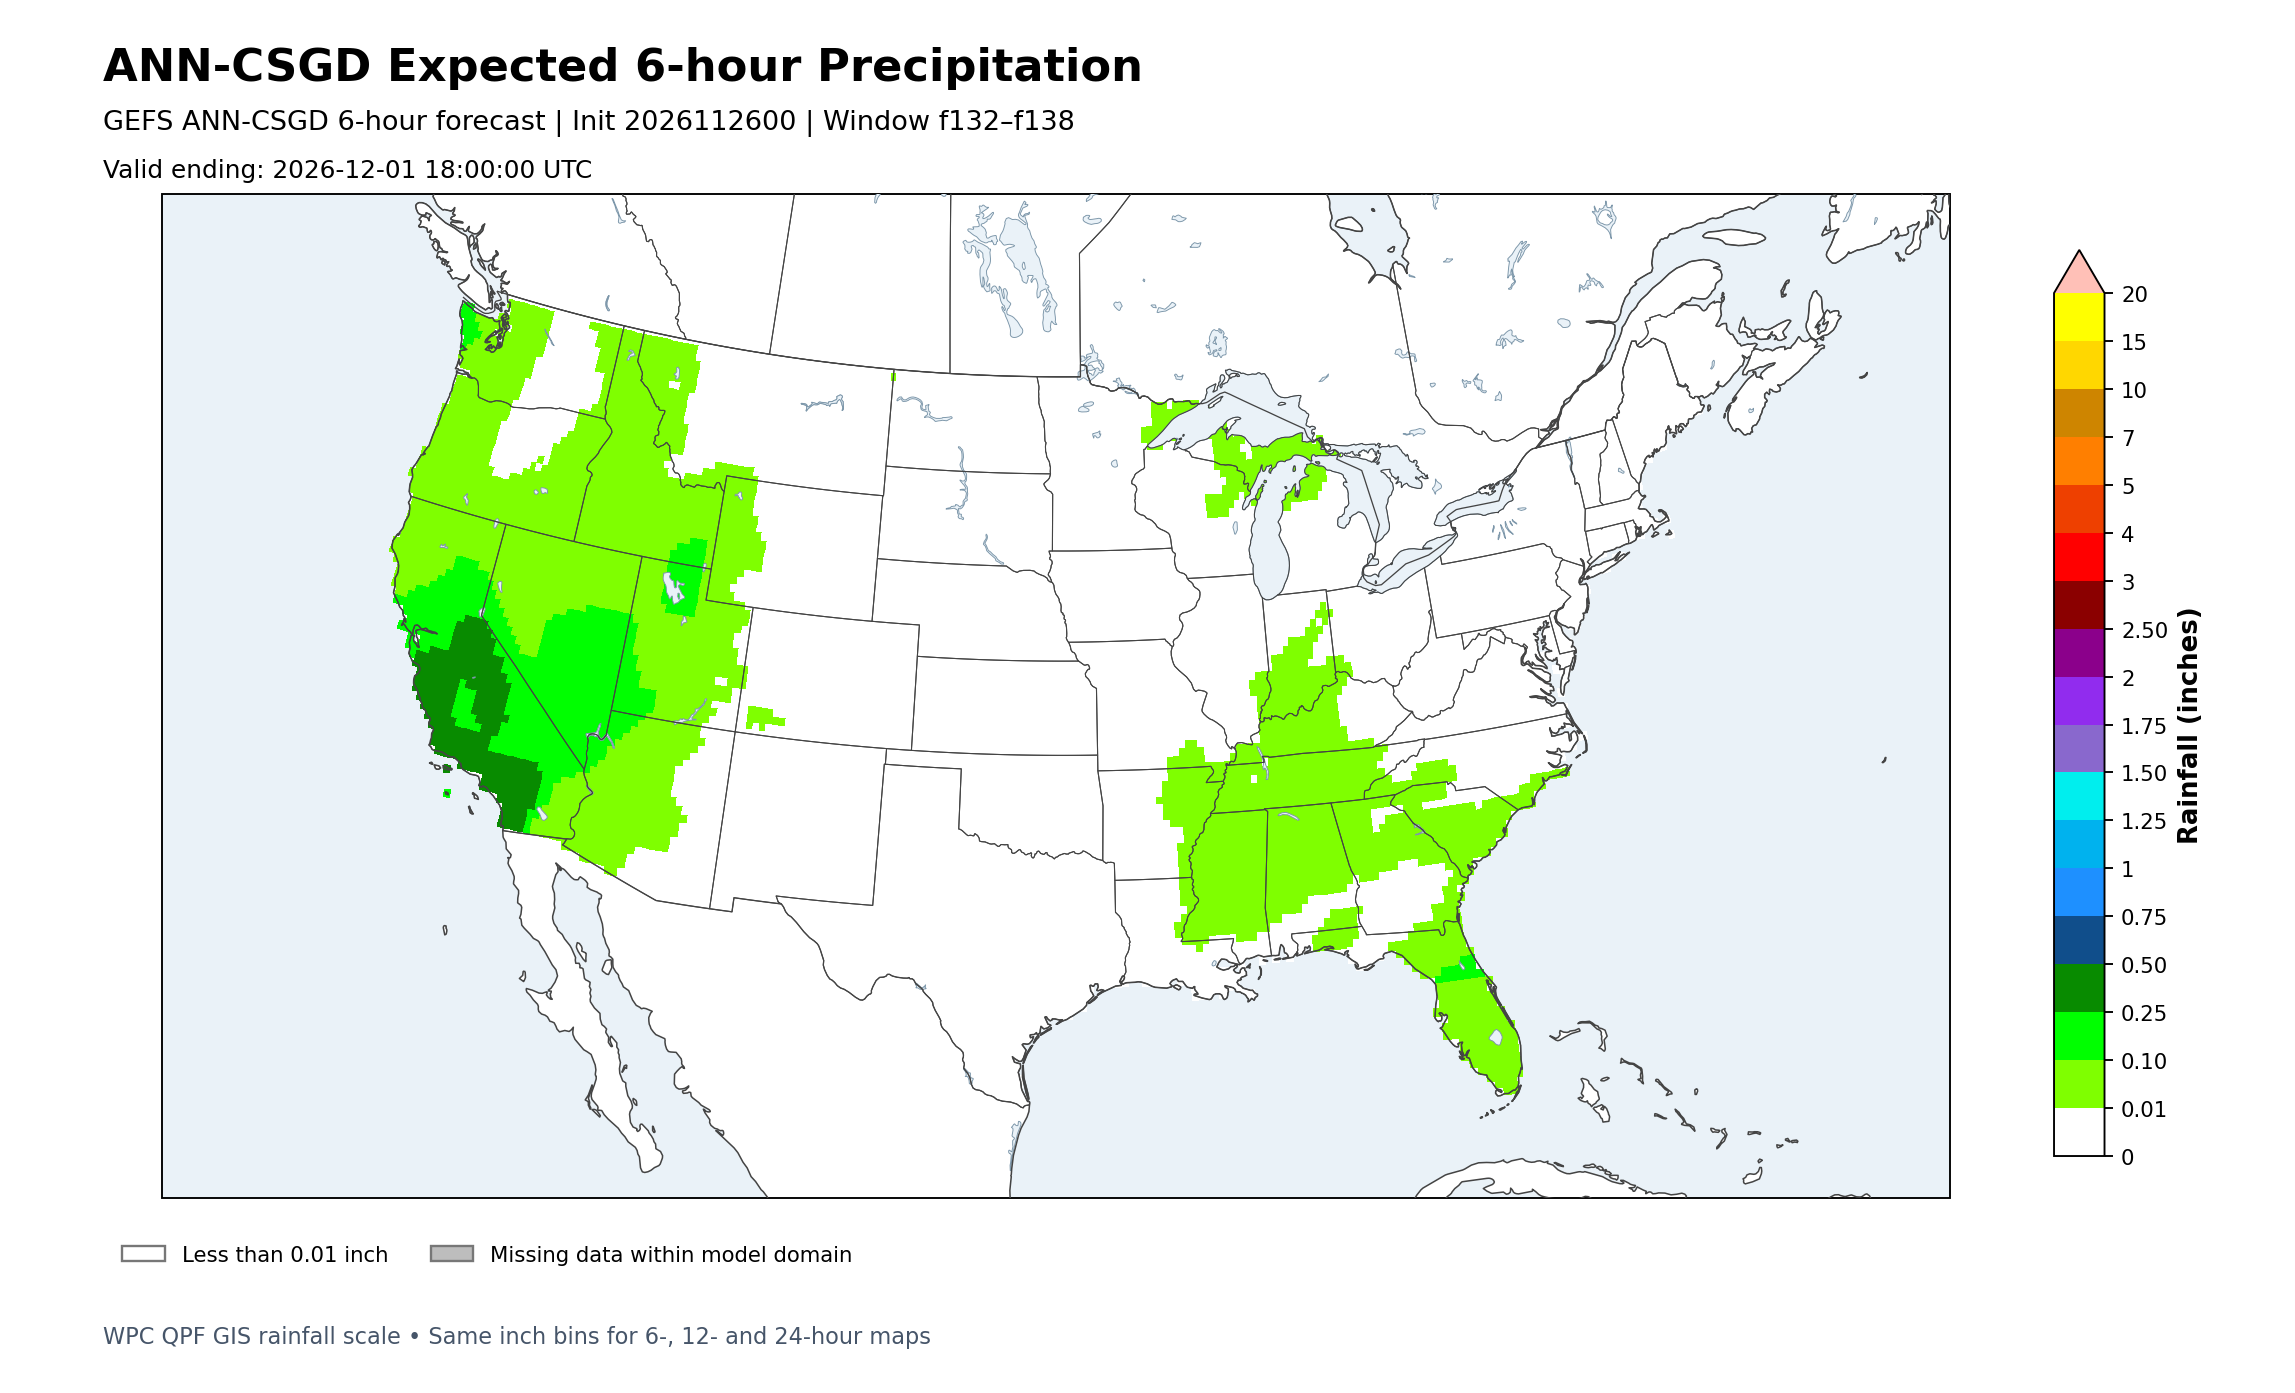 ANN-CSGD Expected 6-hour Precipitation
GEFS ANN-CSGD 6-hour forecast | Init 2026112600 | Window f132–f138
Valid ending: 2026-12-01 18:00:00 UTC
20
15
10
7
5
4
3
2.50
2
1.75
1.50
1.25
1
0.75
0.50
0.25
0.10
0.01
0
Rainfall (inches)
Less than 0.01 inch
Missing data within model domain
WPC QPF GIS rainfall scale • Same inch bins for 6-, 12- and 24-hour maps